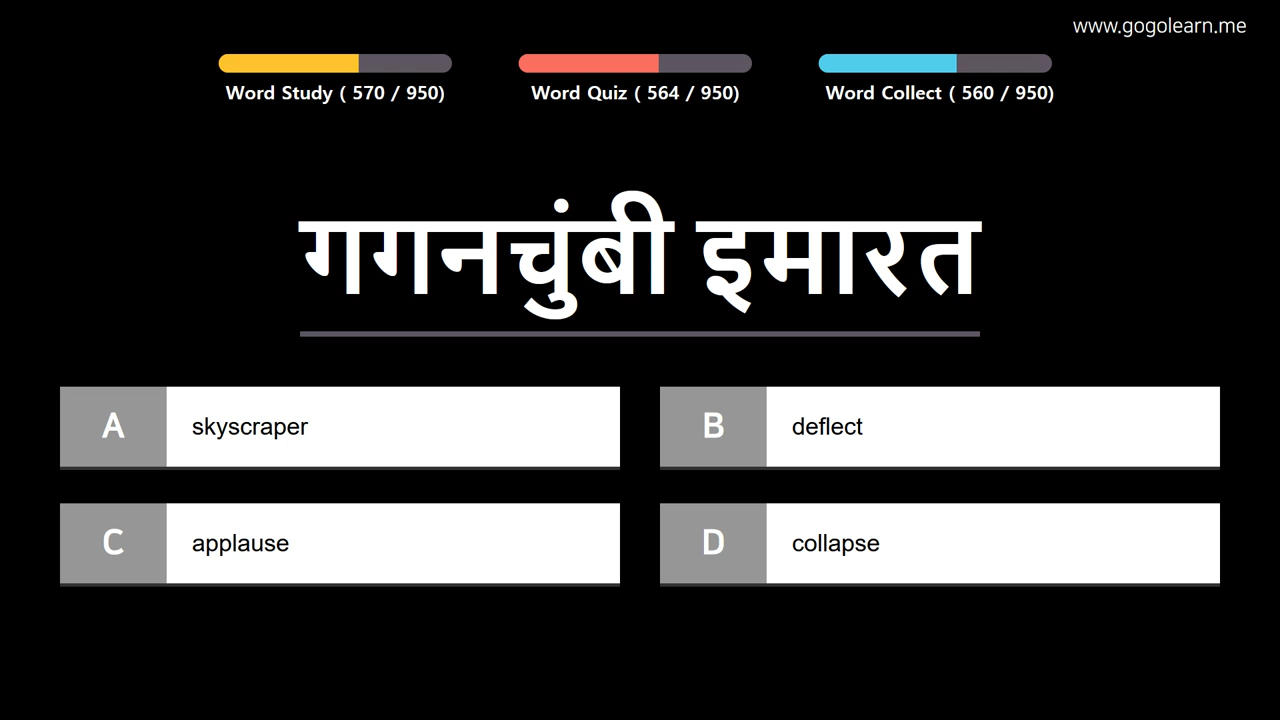 www.gogolearn.me
Word Study ( 570 / 950)
Word Quiz ( 564 / 950)
Word Collect ( 560 / 950)
गगनचुंबी इमारत
A skyscraper
B deflect
C applause
D collapse